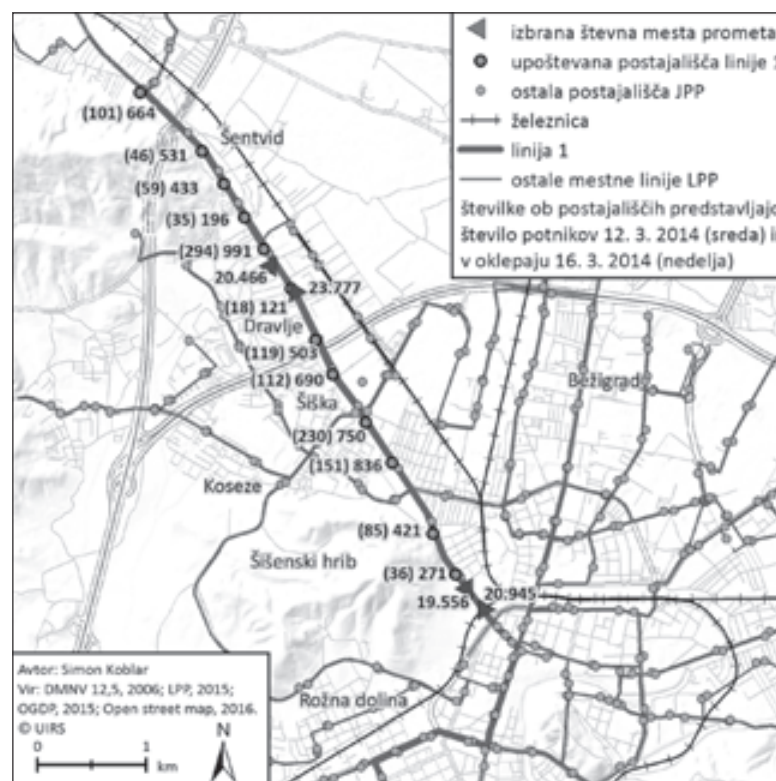 izbrana števna mesta prometa
upoštevana postajališča linije 1
ostala postajališča JPP
železnica
linija 1
ostale mestne linije LPP
številke ob postajališčih predstavljajo
število potnikov 12. 3. 2014 (sreda) in
v oklepaju 16. 3. 2014 (nedelja)
(101) 664
Šentvid
(46) 531
(59) 433
(35) 196
(294) 991
20.466
23.777
(18) 121
Dravlje
(119) 503
(112) 690
Bežigrad
Šiška
(230) 750
(151) 836
Koseze
(85) 421
Šišenski hrib
(36) 271
20.945
19.556
Rožna dolina
Avtor: Simon Koblar
Vir: DMNV 12,5, 2006; LPP, 2015;
OGDP, 2015; Open street map, 2016.
© UIRS
N
0 1
km